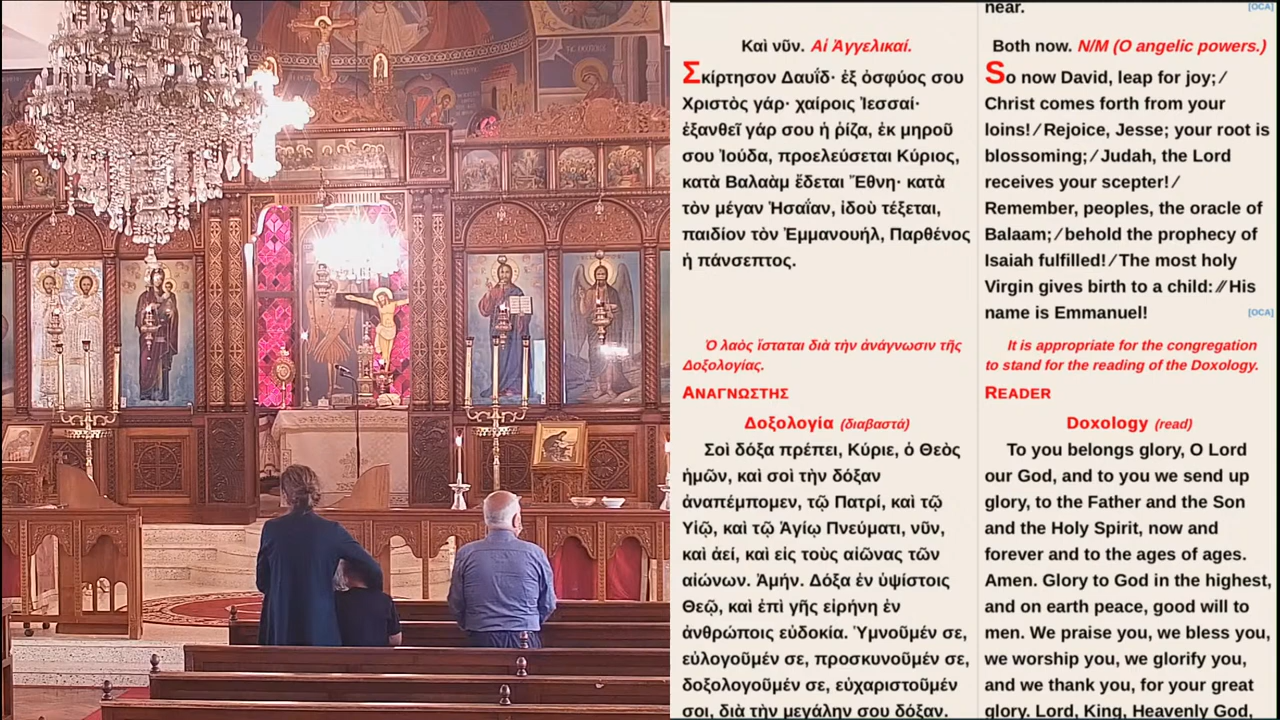 Καὶ νῦν. Αἱ Ἀγγελικαί.
Σκίρτησον Δαυΐδ· ἐξ ὀσφύος σου
Χριστὸς γάρ· χαίροις Ἰεσσαί·
ἐξανθεῖ γάρ σου ἡ ῥίζα, ἐκ μηροῦ
σου Ἰούδα, προελεύσεται Κύριος,
κατὰ Βαλαὰμ ἕδεται Ἔθνη· κατὰ
τὸν μέγαν Ἡσαΐαν, ἰδοὺ τέξεται,
παιδίον τὸν Ἐμμανουήλ, Παρθένος
ἡ πάνσεπτος.
Ὁ λαὸς ἵσταται διὰ τὴν ἀνάγνωσιν τῆς
Δοξολογίας.
ΑΝΑΓΝΩΣΤΗΣ
Δοξολογία (διαβαστά)
Σοὶ δόξα πρέπει, Κύριε, ὁ Θεὸς
ἡμῶν, καὶ σοὶ τὴν δόξαν
ἀναπέμπομεν, τῷ Πατρί, καὶ τῷ
Υἱῷ, καὶ τῷ Ἁγίῳ Πνεύματι, νῦν,
καὶ ἀεί, καὶ εἰς τοὺς αἰῶνας τῶν
αἰώνων. Ἀμήν. Δόξα ἐν ὑψίστοις
Θεῷ, καὶ ἐπὶ γῆς εἰρήνη ἐν
ἀνθρώποις εὐδοκία. Ὑμνοῦμέν σε,
εὐλογοῦμέν σε, προσκυνοῦμέν σε,
δοξολογοῦμέν σε, εὐχαριστοῦμέν
σοι, διὰ τὴν μεγάλην σου δόξαν.
near. [OCA]
Both now. N/M (O angelic powers.)
So now David, leap for joy; /
Christ comes forth from your
loins! / Rejoice, Jesse; your root is
blossoming; / Judah, the Lord
receives your scepter! /
Remember, peoples, the oracle of
Balaam; / behold the prophecy of
Isaiah fulfilled! / The most holy
Virgin gives birth to a child: // His
name is Emmanuel! [OCA]
It is appropriate for the congregation
to stand for the reading of the Doxology.
READER
Doxology (read)
To you belongs glory, O Lord
our God, and to you we send up
glory, to the Father and the Son
and the Holy Spirit, now and
forever and to the ages of ages.
Amen. Glory to God in the highest,
and on earth peace, good will to
men. We praise you, we bless you,
we worship you, we glorify you,
and we thank you, for your great
glory. Lord, King, Heavenly God,